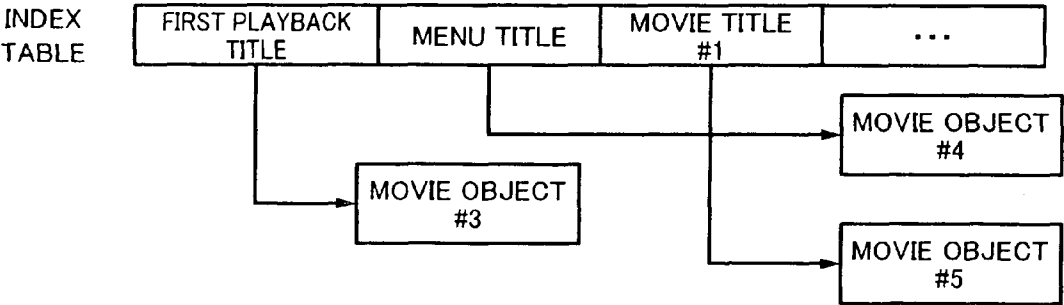 INDEX
TABLE
FIRST PLAYBACK
TITLE
MENU TITLE
MOVIE TITLE
#1
...
MOVIE OBJECT
#4
MOVIE OBJECT
#3
MOVIE OBJECT
#5